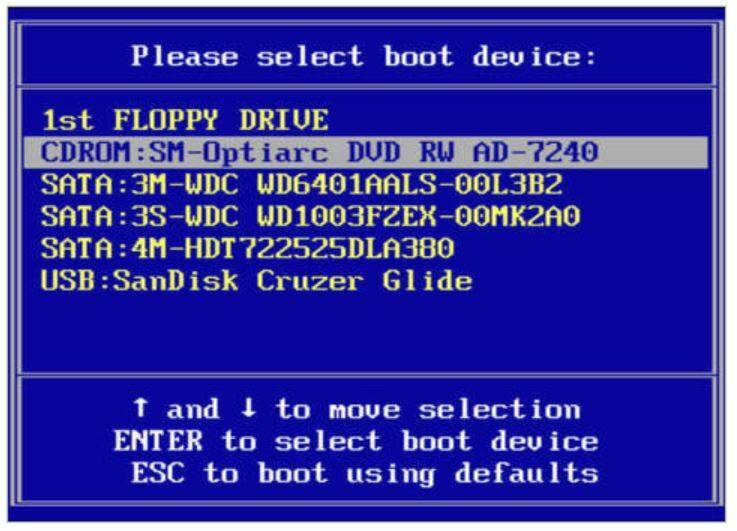 Please select boot device:
1st FLOPPY DRIVE
CDROM:SM-Optiarc DVD RW AD-7240
SATA:3M-WDC WD6401AALS-00L3B2
SATA:3S-WDC WD1003FZEX-00MK2A0
SATA:4M-HDT722525DLA380
USB:SanDisk Cruzer Glide
↑ and ↓ to move selection
ENTER to select boot device
ESC to boot using defaults